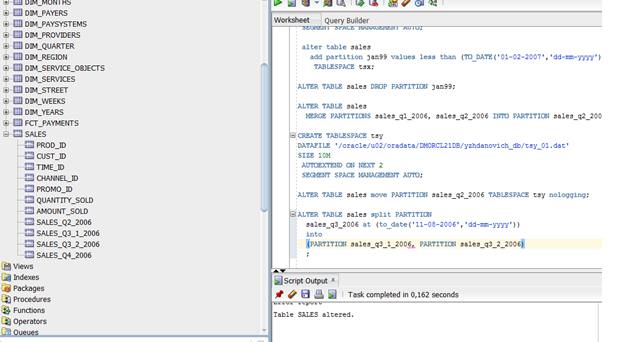 DIM_MONTHS
DIM_PAYERS
DIM_PAYSYSTEMS
DIM_PROVIDERS
DIM_QUARTER
DIM_REGION
DIM_SERVICE_OBJECTS
DIM_SERVICES
DIM_STREET
DIM_WEEKS
DIM_YEARS
FCT_PAYMENTS
SALES
PROD_ID
CUST_ID
TIME_ID
CHANNEL_ID
PROMO_ID
QUANTITY_SOLD
AMOUNT_SOLD
SALES_Q2_2006
SALES_Q3_1_2006
SALES_Q3_2_2006
SALES_Q4_2006
Views
Indexes
Packages
Procedures
Functions
Operators
Queues
Worksheet Query Builder
SEGMENT SPACE MANAGEMENT AUTO;
alter table sales
add partition jan99 values less than (TO_DATE('01-02-2007','dd-mm-yyyy')
TABLESPACE tsx;
ALTER TABLE sales DROP PARTITION jan99;
ALTER TABLE sales
MERGE PARTITIONS sales_q1_2006, sales_q2_2006 INTO PARTITION sales_q2_200
CREATE TABLESPACE tsy
DATAFILE '/oracle/u02/oradata/DMORCL21DB/yzhdanovich_db/tsy_01.dat'
SIZE 10M
AUTOEXTEND ON NEXT 2
SEGMENT SPACE MANAGEMENT AUTO;
ALTER TABLE sales move PARTITION sales_q2_2006 TABLESPACE tsy nologging;
ALTER TABLE sales split PARTITION
sales_q3_2006 at (to_date('11-08-2006','dd-mm-yyyy'))
into
(PARTITION sales_q3_1_2006, PARTITION sales_q3_2_2006)
;
Script Output x
Task completed in 0,162 seconds
Error report
Table SALES altered.